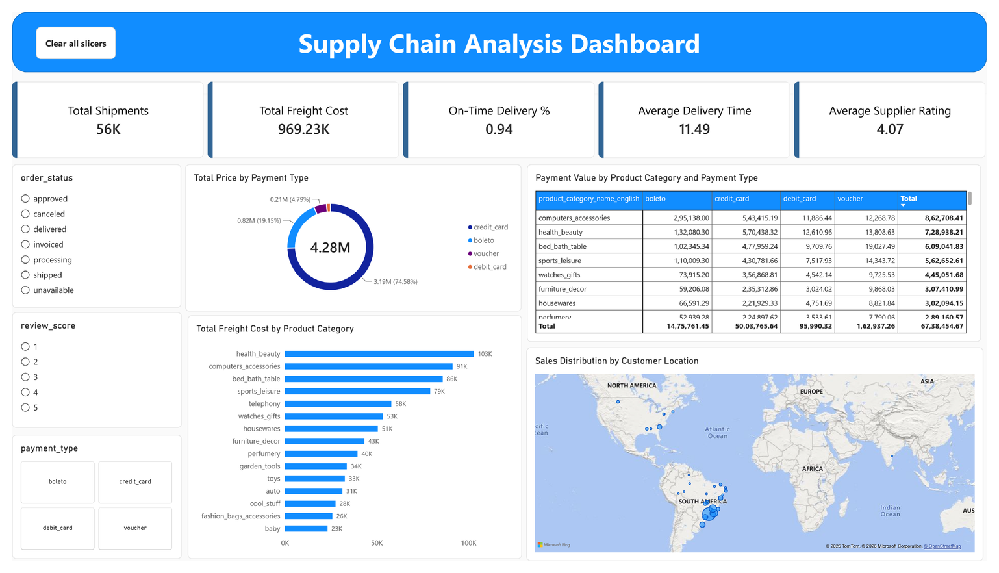 Clear all slicers
Supply Chain Analysis Dashboard
Total Shipments
56K
Total Freight Cost
969.23K
On-Time Delivery %
0.94
Average Delivery Time
11.49
Average Supplier Rating
4.07
order_status
approved
canceled
delivered
invoiced
processing
shipped
unavailable
review_score
1
2
3
4
5
payment_type
boleto credit_card
debit_card voucher
Total Price by Payment Type
0.21M (4.79%)
0.82M (19.15%)
4.28M
3.19M (74.58%)
credit_card
boleto
voucher
debit_card
Total Freight Cost by Product Category
health_beauty 103K
computers_accessories 91K
bed_bath_table 86K
sports_leisure 79K
telephony 58K
watches_gifts 53K
housewares 51K
furniture_decor 43K
perfumery 40K
garden_tools 34K
toys 33K
auto 31K
cool_stuff 28K
fashion_bags_accessories 26K
baby 23K
0K 50K 100K
Payment Value by Product Category and Payment Type
product_category_name_english boleto credit_card debit_card voucher Total
computers_accessories 2,95,138.00 5,43,415.19 11,886.44 12,268.78 8,62,708.41
health_beauty 1,32,080.30 5,70,438.32 12,610.96 13,808.63 7,28,938.21
bed_bath_table 1,02,345.34 4,77,959.24 9,709.76 19,027.49 6,09,041.83
sports_leisure 1,10,009.30 4,30,781.66 7,517.93 14,343.72 5,62,652.61
watches_gifts 73,915.20 3,56,868.81 4,542.14 9,725.53 4,45,051.68
furniture_decor 59,206.08 2,35,312.86 3,024.02 9,868.03 3,07,410.99
housewares 66,591.29 2,21,929.33 4,751.69 8,821.84 3,02,094.15
perfumery 52,939.28 2,24,897.62 3,533.61 7,790.06 2,89,160.57
Total 14,75,761.45 50,03,765.64 95,990.32 1,62,937.26 67,38,454.67
Sales Distribution by Customer Location
NORTH AMERICA
EUROPE
ASIA
cific
ean
Atlantic
Ocean
AFRICA
SOUTH AMERICA
Indian
Ocean
AUS
Microsoft Bing
© 2026 TomTom, © 2026 Microsoft Corporation, © OpenStreetMap